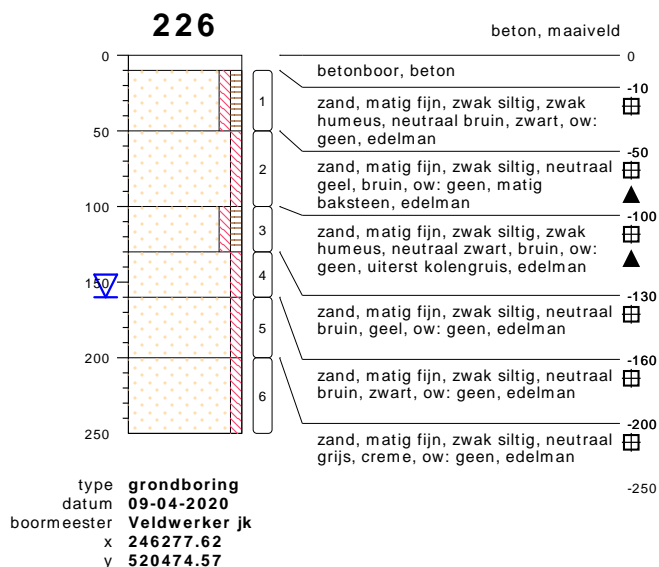 226
beton, maaiveld
0
0
betonboor, beton
-10
zand, matig fijn, zwak siltig, zwak
humeus, neutraal bruin, zwart, ow:
geen, edelman
1
50
-50
zand, matig fijn, zwak siltig, neutraal
geel, bruin, ow: geen, matig
baksteen, edelman
2
100
-100
zand, matig fijn, zwak siltig, zwak
humeus, neutraal zwart, bruin, ow:
geen, uiterst kolengruis, edelman
3
-130
zand, matig fijn, zwak siltig, neutraal
bruin, geel, ow: geen, edelman
4
150
-160
zand, matig fijn, zwak siltig, neutraal
bruin, zwart, ow: geen, edelman
5
200
-200
zand, matig fijn, zwak siltig, neutraal
grijs, creme, ow: geen, edelman
6
250
-250
type grondboring
datum 09-04-2020
boormeester Veldwerker jk
x 246277.62
y 520474.57